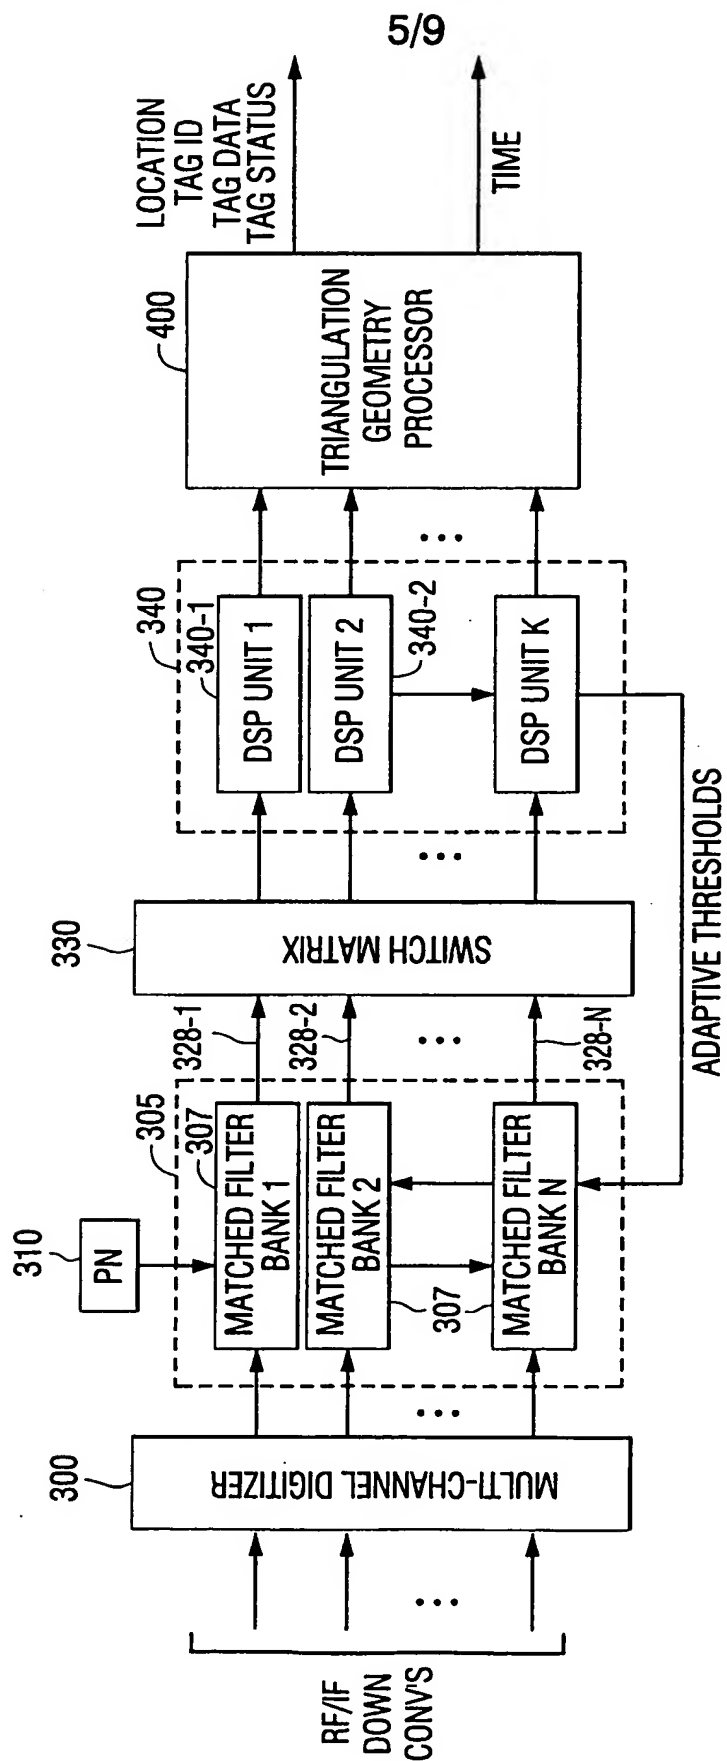 5/9
RF/IF
DOWN
CONV'S
...
300
MULTI-CHANNEL DIGITIZER
...
310
PN
305
307
MATCHED FILTER
BANK 1
MATCHED FILTER
BANK 2
307
MATCHED FILTER
BANK N
328-1
328-2
...
328-N
330
SWITCH MATRIX
...
340
340-1
DSP UNIT 1
DSP UNIT 2
340-2
DSP UNIT K
ADAPTIVE THRESHOLDS
...
400
TRIANGULATION
GEOMETRY
PROCESSOR
LOCATION
TAG ID
TAG DATA
TAG STATUS
TIME